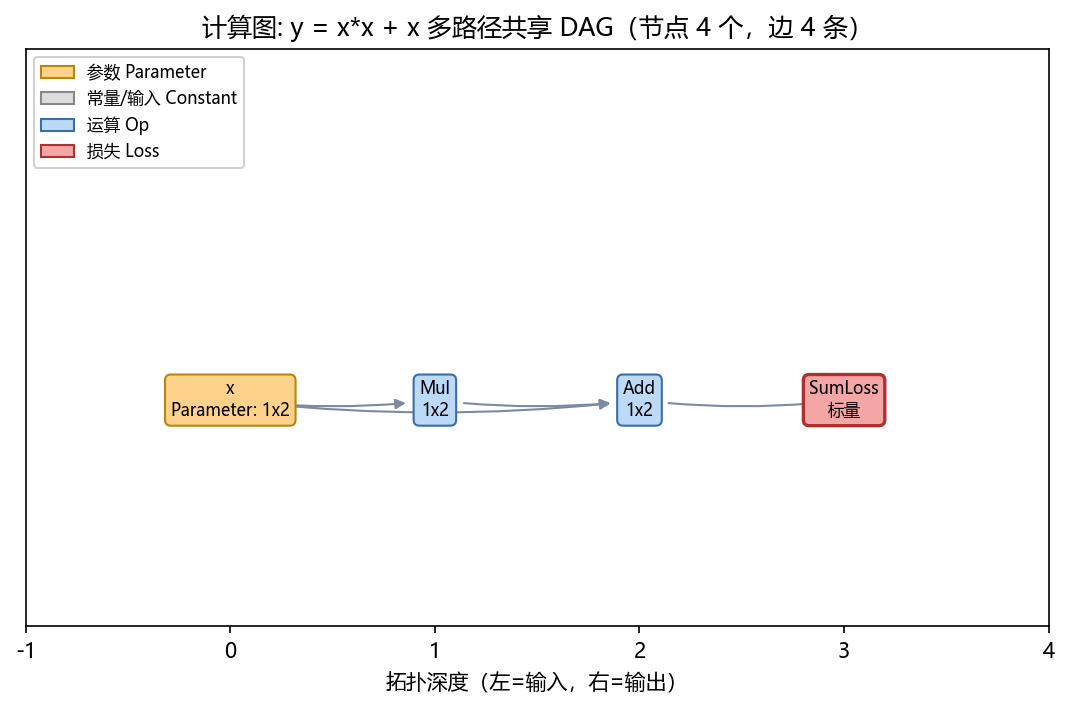 计算图: y = x*x + x 多路径共享 DAG（节点 4 个，边 4 条）
参数 Parameter
常量/输入 Constant
运算 Op
损失 Loss
x
Parameter: 1x2
Mul
1x2
Add
1x2
SumLoss
标量
-1 0 1 2 3 4
拓扑深度（左=输入，右=输出）